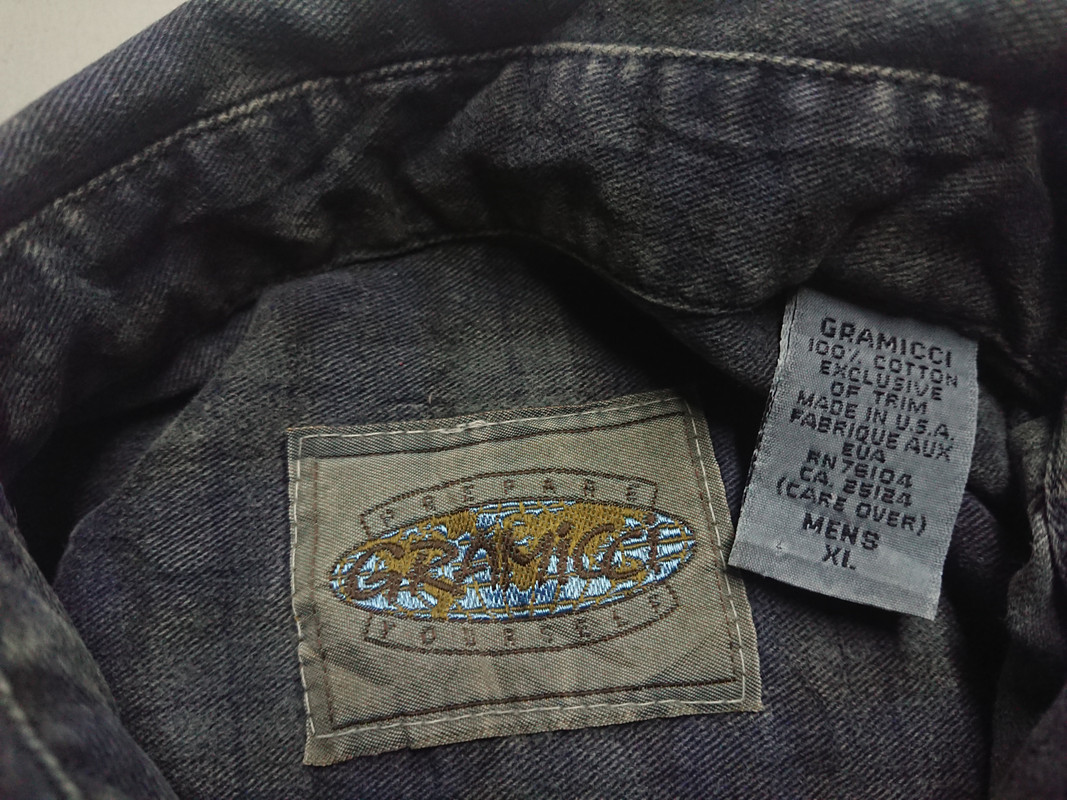 PREPARE
GRAMICCI
YOURSELF
GRAMICCI
100% COTTON
EXCLUSIVE
OF TRIM
MADE IN U.S.A.
FABRIQUE AUX
EUA
RN 76104
CA. 25124
(CARE OVER)
MENS
XL